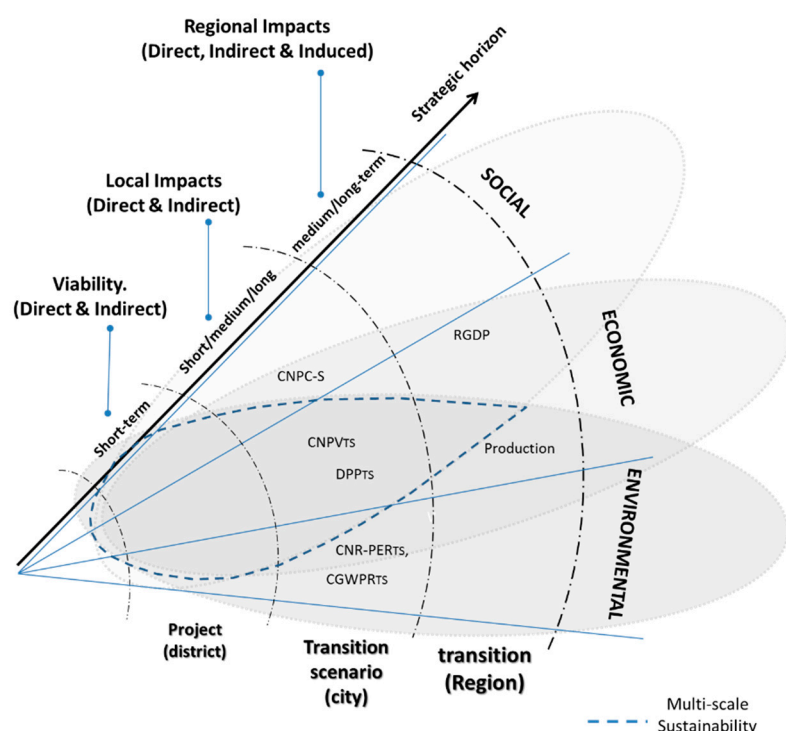 Regional Impacts
(Direct, Indirect & Induced)
Strategic horizon
Local Impacts
(Direct & Indirect)
medium/long-term
SOCIAL
Viability.
(Direct & Indirect)
Short/medium/long
RGDP
ECONOMIC
CNPC-S
Short-term
CNPVTS
Production
DPPTS
ENVIRONMENTAL
CNR-PERTS,
CGWPRTS
Project
(district)
Transition
scenario
(city)
transition
(Region)
Multi-scale
Sustainability